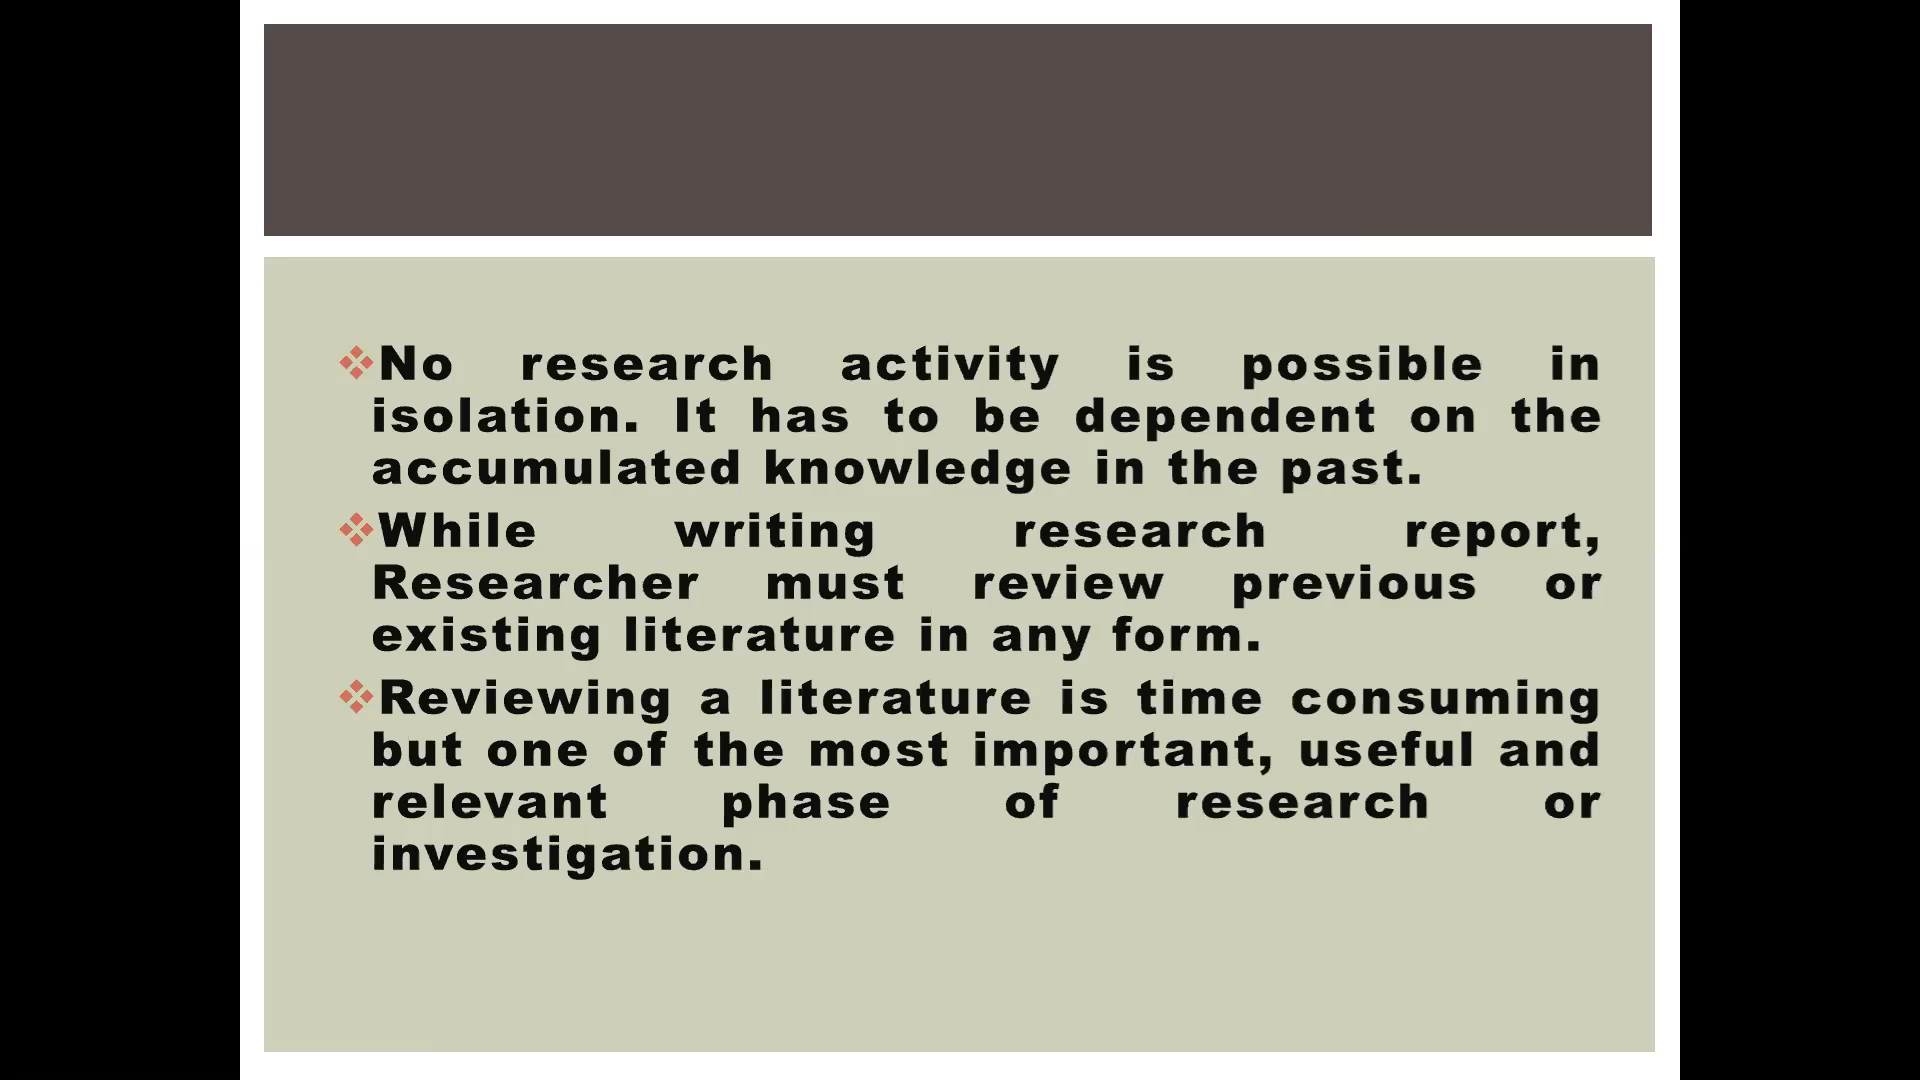 No research activity is possible in
isolation. It has to be dependent on the
accumulated knowledge in the past.
While writing research report,
Researcher must review previous or
existing literature in any form.
Reviewing a literature is time consuming
but one of the most important, useful and
relevant phase of research or
investigation.